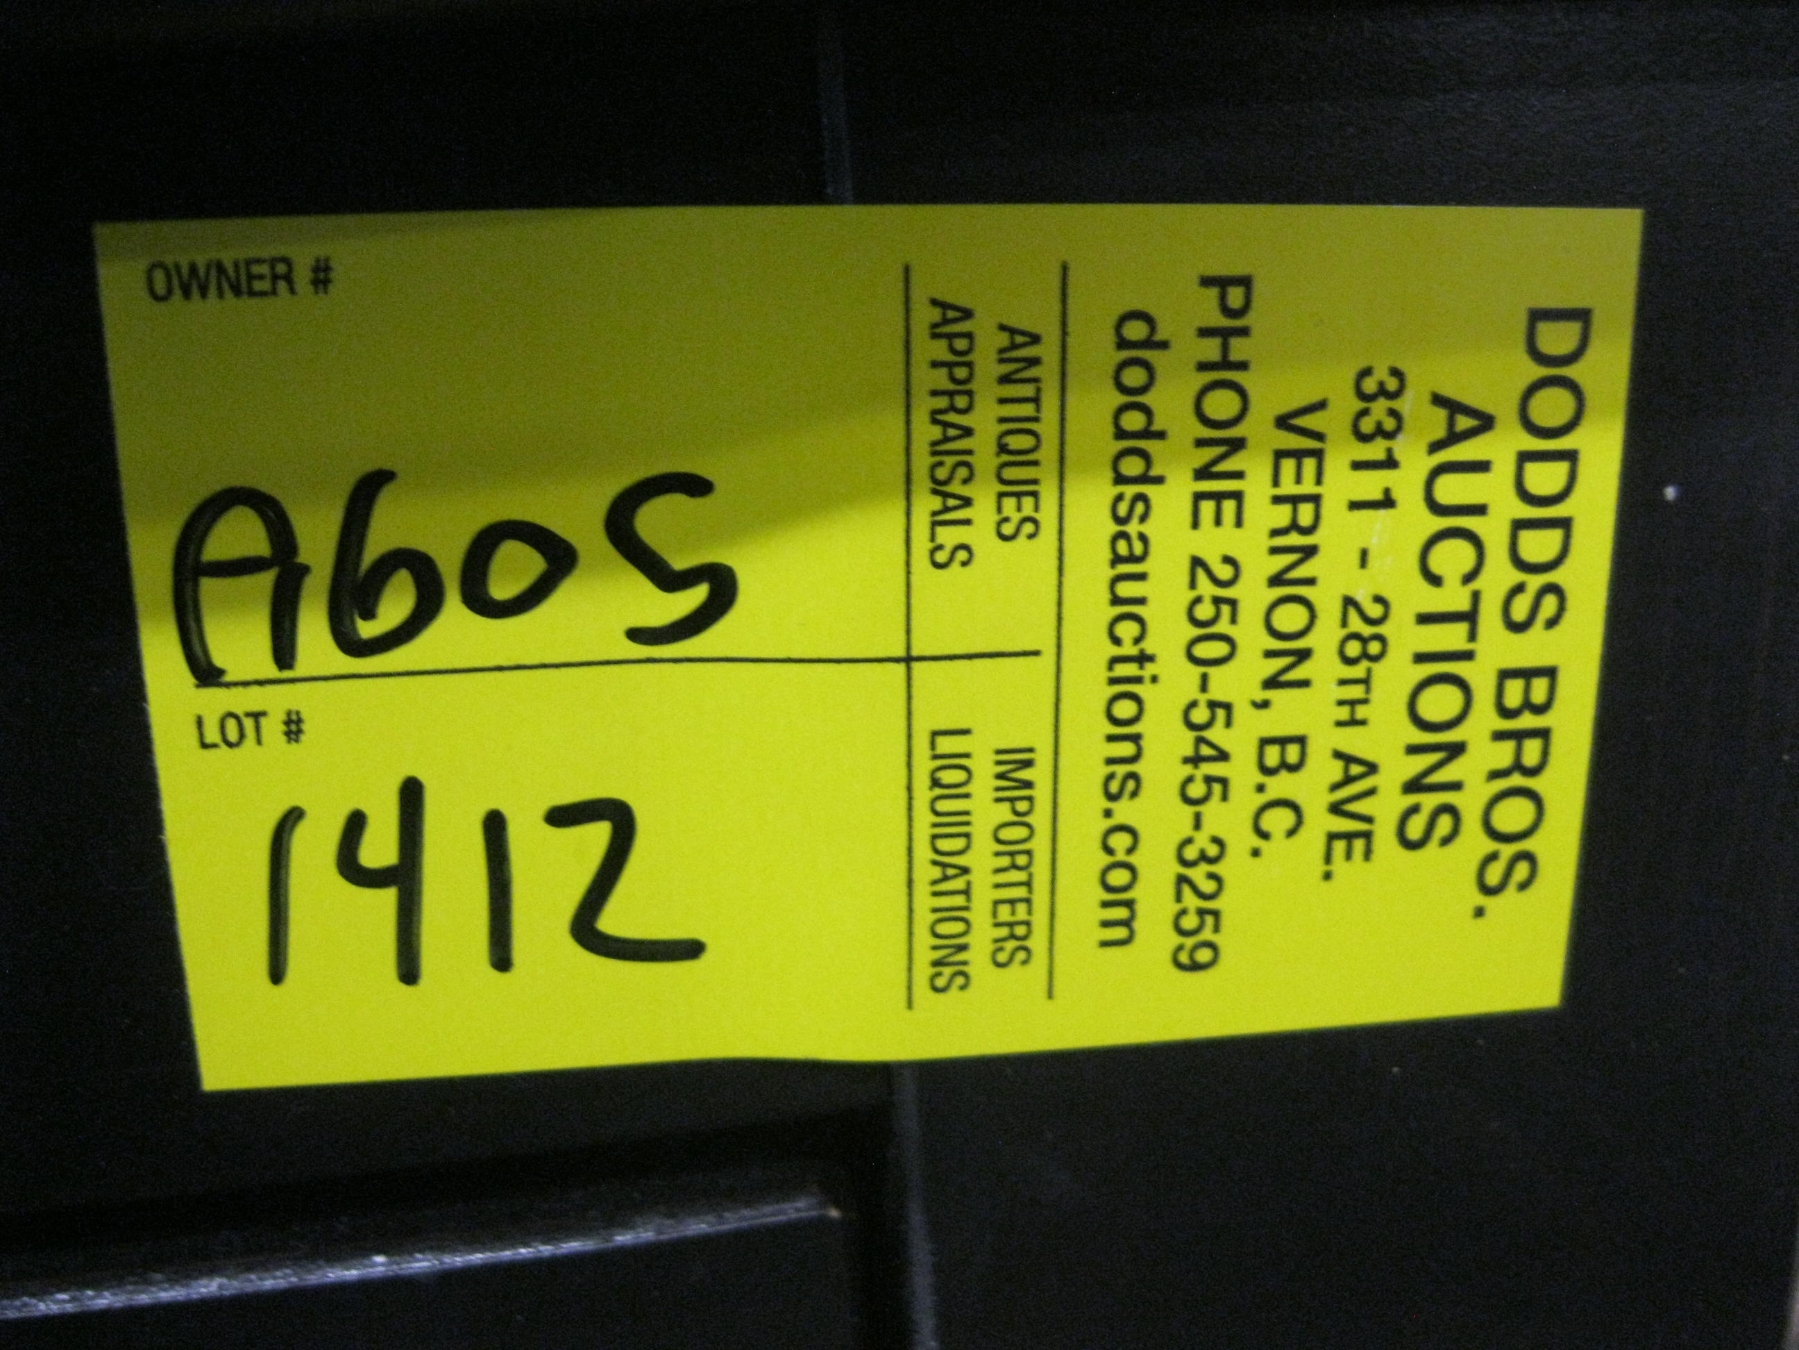 DODDS BROS.
AUCTIONS
3311 - 28TH AVE.
VERNON, B.C.
PHONE 250-545-3259
doddsauctions.com
ANTIQUES
APPRAISALS
IMPORTERS
LIQUIDATIONS
OWNER #
A605
LOT #
1412